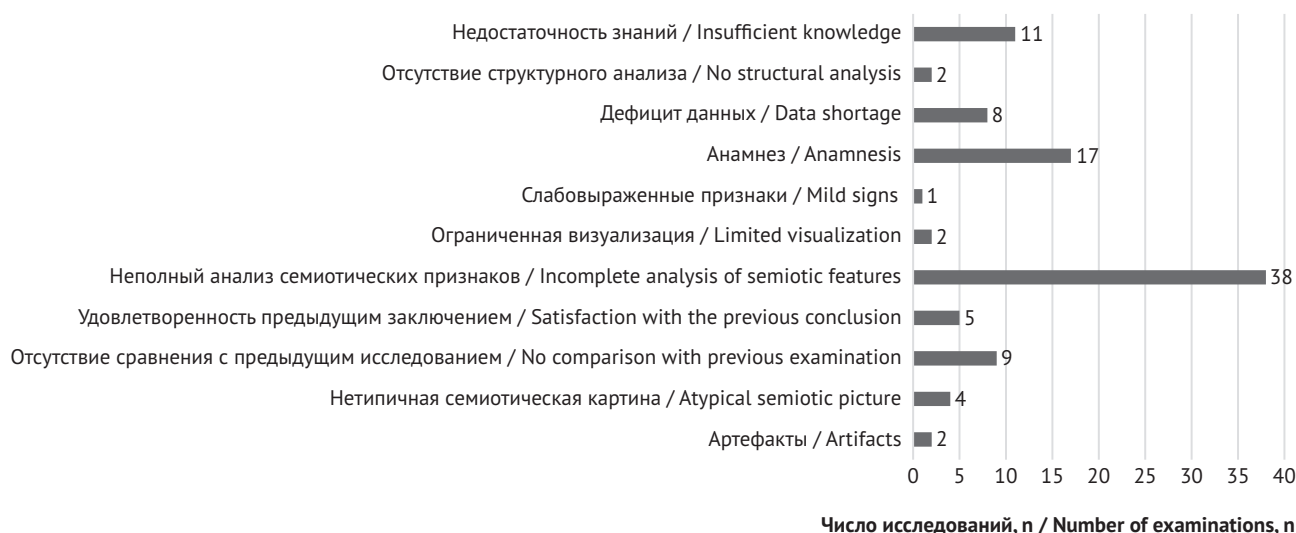 Недостаточность знаний / Insufficient knowledge 11
Отсутствие структурного анализа / No structural analysis 2
Дефицит данных / Data shortage 8
Анамнез / Anamnesis 17
Слабовыраженные признаки / Mild signs 1
Ограниченная визуализация / Limited visualization 2
Неполный анализ семиотических признаков / Incomplete analysis of semiotic features 38
Удовлетворенность предыдущим заключением / Satisfaction with the previous conclusion 5
Отсутствие сравнения с предыдущим исследованием / No comparison with previous examination 9
Нетипичная семиотическая картина / Atypical semiotic picture 4
Артефакты / Artifacts 2
0 5 10 15 20 25 30 35 40
Число исследований, n / Number of examinations, n